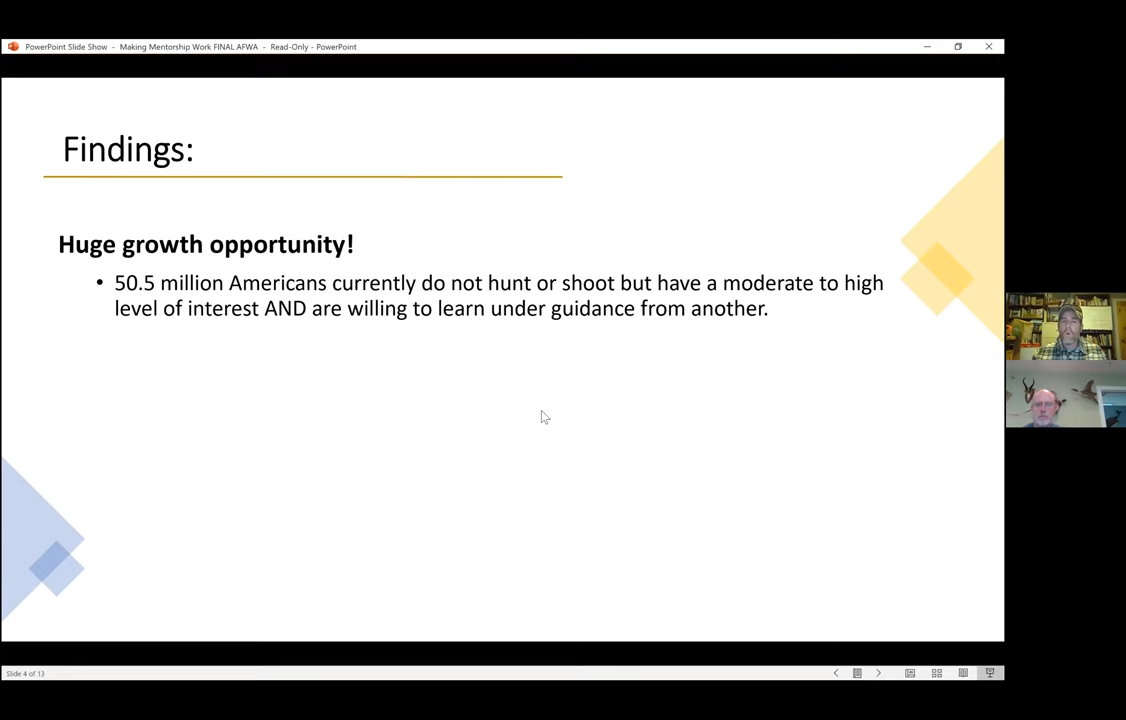 PowerPoint Slide Show - Making Mentorship Work FINAL AFWA - Read-Only - PowerPoint
Findings:
Huge growth opportunity!
• 50.5 million Americans currently do not hunt or shoot but have a moderate to high
level of interest AND are willing to learn under guidance from another.
Slide 4 of 13